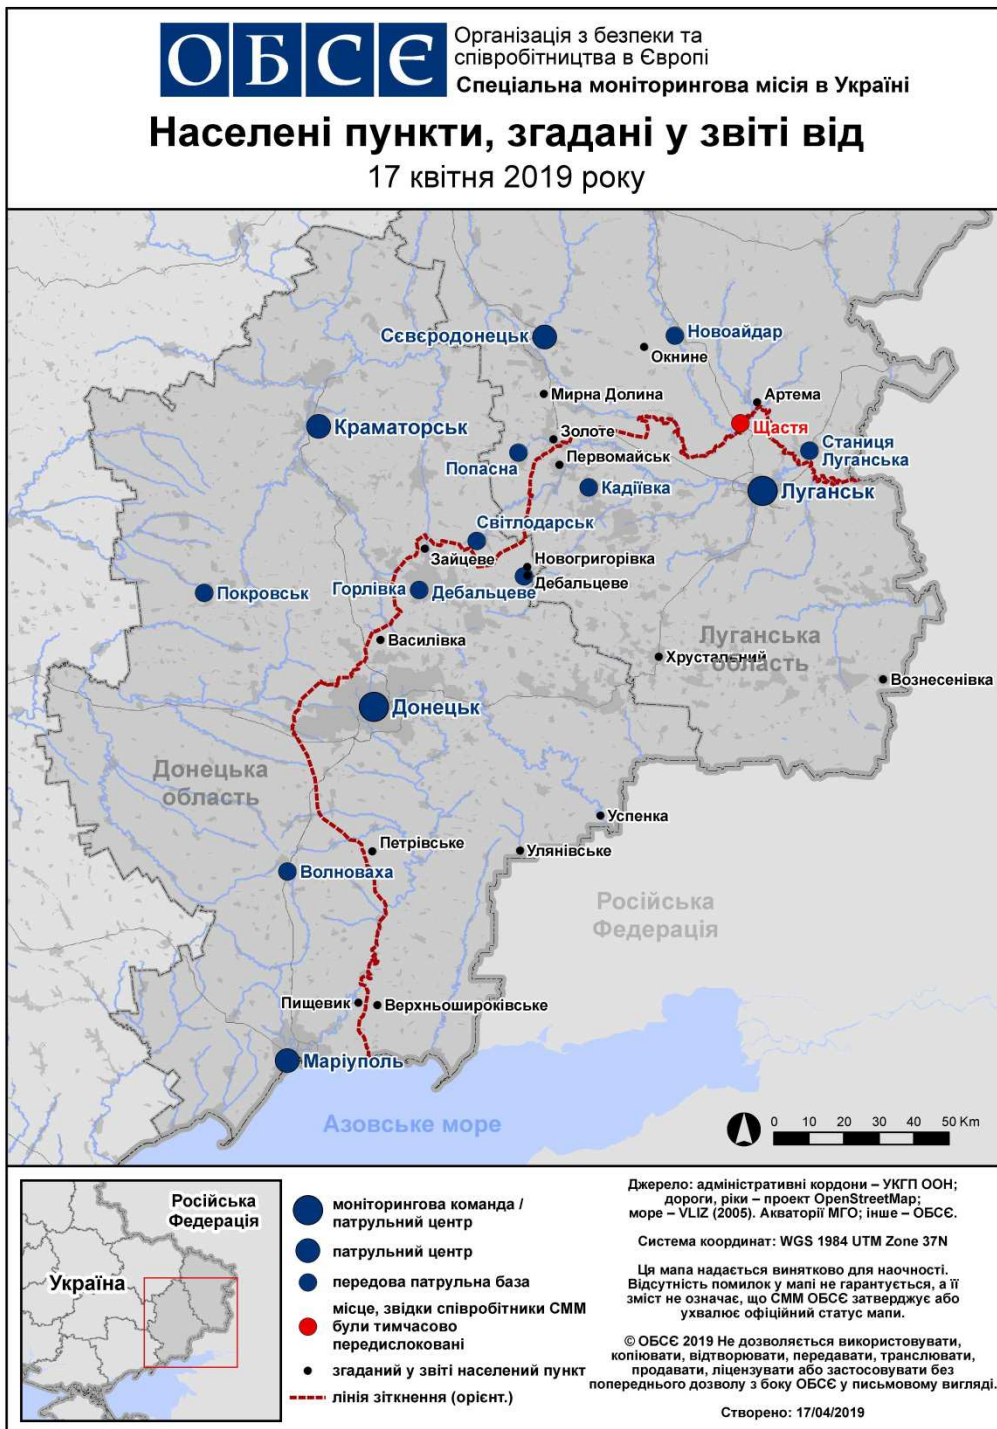 ОБСЄ
Організація з безпеки та
співробітництва в Європі
Спеціальна моніторингова місія в Україні
Населені пункти, згадані у звіті від
17 квітня 2019 року
Сєвєродонецьк
Новоайдар
Окнине
Мирна Долина
Артема
Краматорськ
Золоте
Щастя
Попасна
Первомайськ
Станиця
Луганська
Кадіївка
Луганськ
Світлодарськ
Зайцеве
Новогригорівка
Дебальцеве
Покровськ
Горлівка
Дебальцеве
Василівка
Луганська
область
Хрустальний
Вознесенівка
Донецьк
Донецька
область
Успенка
Петрівське
Улянівське
Волноваха
Російська
Федерація
Пищевик
Верхньошироківське
Маріуполь
Азовське море
0 10 20 30 40 50 Km
Російська
Федерація
Україна
моніторингова команда /
патрульний центр
патрульний центр
передова патрульна база
місце, звідки співробітники СММ
були тимчасово
передислоковані
згаданий у звіті населений пункт
лінія зіткнення (орієнт.)
Джерело: адміністративні кордони – УКГП ООН;
дороги, ріки – проект OpenStreetMap;
море – VLIZ (2005). Акваторії МГО; інше – ОБСЄ.
Система координат: WGS 1984 UTM Zone 37N
Ця мапа надається винятково для наочності.
Відсутність помилок у мапі не гарантується, а її
зміст не означає, що СММ ОБСЄ затверджує або
ухвалює офіційний статус мапи.
© ОБСЄ 2019 Не дозволяється використовувати,
копіювати, відтворювати, передавати, транслювати,
продавати, ліцензувати або застосовувати без
попереднього дозволу з боку ОБСЄ у письмовому вигляді.
Створено: 17/04/2019